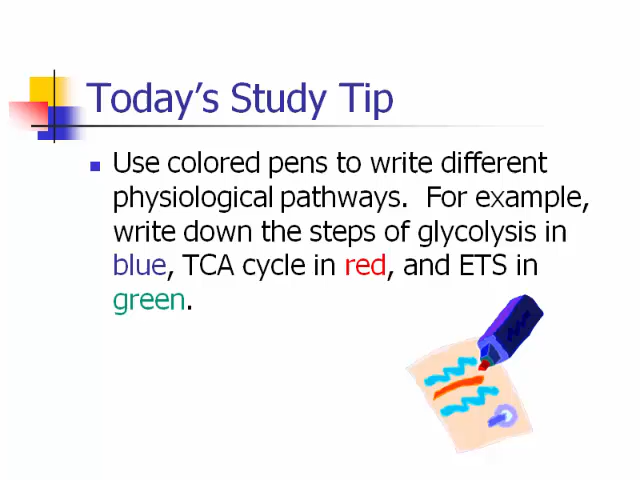 Today’s Study Tip
Use colored pens to write different
physiological pathways.  For example,
write down the steps of glycolysis in
blue, TCA cycle in red, and ETS in
green.